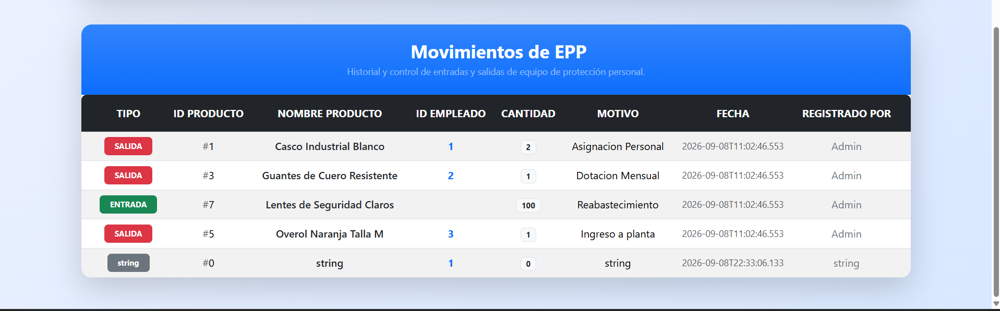 Movimientos de EPP
Historial y control de entradas y salidas de equipo de protección personal.
TIPO ID PRODUCTO NOMBRE PRODUCTO ID EMPLEADO CANTIDAD MOTIVO FECHA REGISTRADO POR
SALIDA #1 Casco Industrial Blanco 1 2 Asignacion Personal 2026-09-08T11:02:46.553 Admin
SALIDA #3 Guantes de Cuero Resistente 2 1 Dotacion Mensual 2026-09-08T11:02:46.553 Admin
ENTRADA #7 Lentes de Seguridad Claros 100 Reabastecimiento 2026-09-08T11:02:46.553 Admin
SALIDA #5 Overol Naranja Talla M 3 1 Ingreso a planta 2026-09-08T11:02:46.553 Admin
string #0 string 1 0 string 2026-09-08T22:33:06.133 string